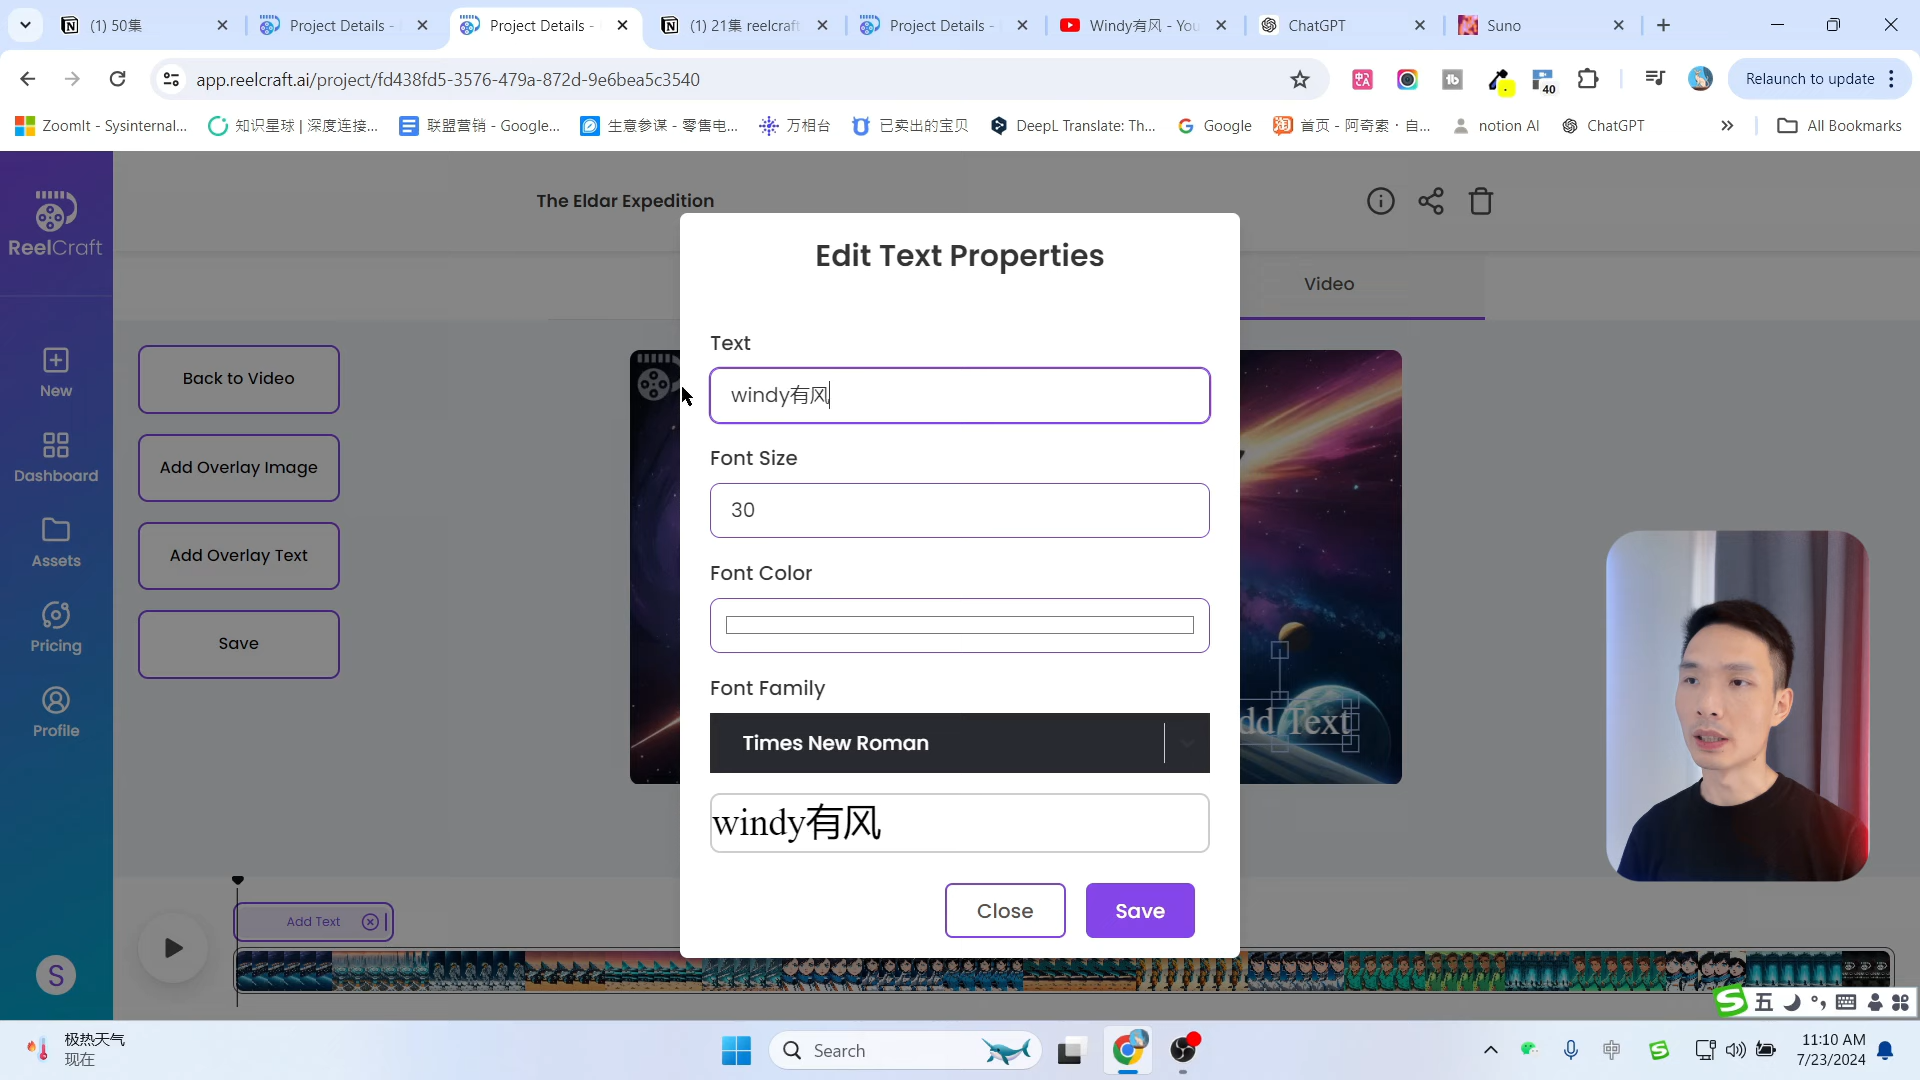 (1) 50集
Project Details -
Project Details -
(1) 21集 reelcraft
Project Details -
Windy有风 - You
ChatGPT
Suno
app.reelcraft.ai/project/fd438fd5-3576-479a-872d-9e6bea5c3540
40
Relaunch to update
ZoomIt - Sysinternal...
知识星球 | 深度连接...
联盟营销 - Google...
生意参谋 - 零售电...
万相台
已卖出的宝贝
DeepL Translate: Th...
Google
首页 - 阿奇索・自...
notion AI
ChatGPT
»
All Bookmarks
ReelCraft
The Eldar Expedition
Edit Text Properties
Video
Text
windy有风
New
Back to Video
Dashboard
Add Overlay Image
Font Size
30
Assets
Add Overlay Text
Font Color
Pricing
Save
Font Family
Profile
Times New Roman
dd Text
windy有风
Close
Save
Add Text
S
五
极热天气
现在
Search
中
11:10 AM
7/23/2024